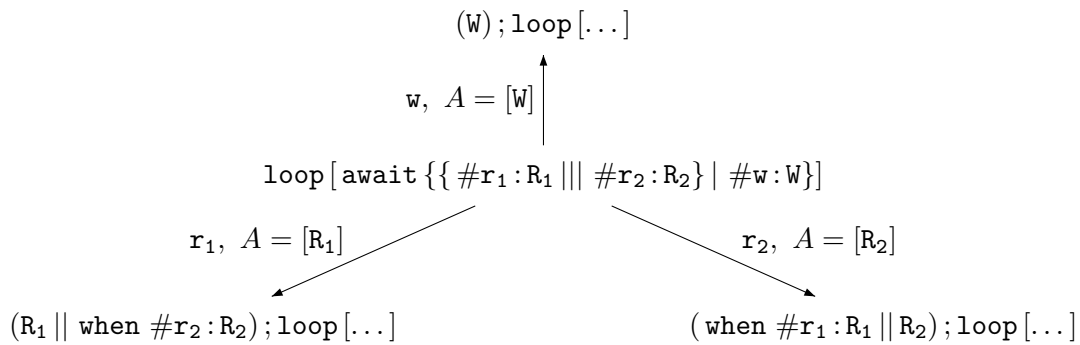 (W);loop[...]
w, A = [W]
loop[await{{ #r₁:R₁ ||| #r₂:R₂} | #w:W}]
r₁, A = [R₁] r₂, A = [R₂]
(R₁ || when #r₂:R₂);loop[...] ( when #r₁:R₁ || R₂);loop[...]